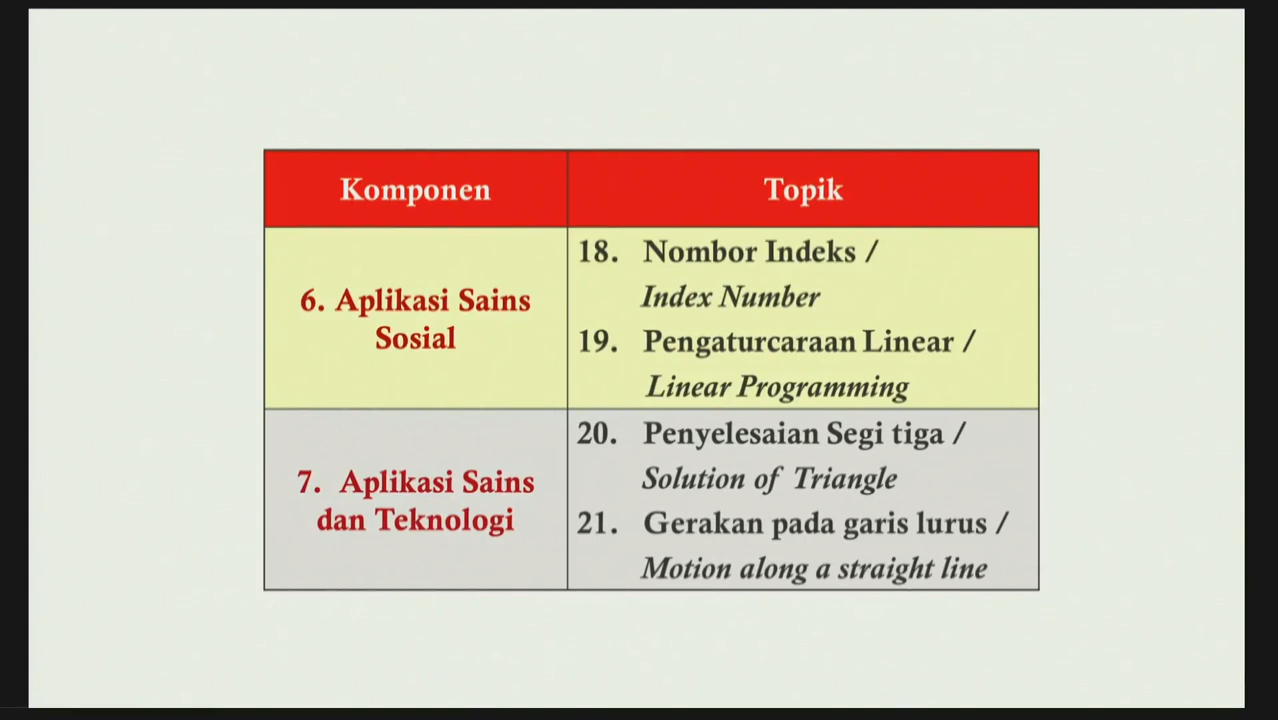 Komponen
Topik
6. Aplikasi Sains
Sosial
18. Nombor Indeks /
Index Number
19. Pengaturcaraan Linear /
Linear Programming
7. Aplikasi Sains
dan Teknologi
20. Penyelesaian Segi tiga /
Solution of Triangle
21. Gerakan pada garis lurus /
Motion along a straight line